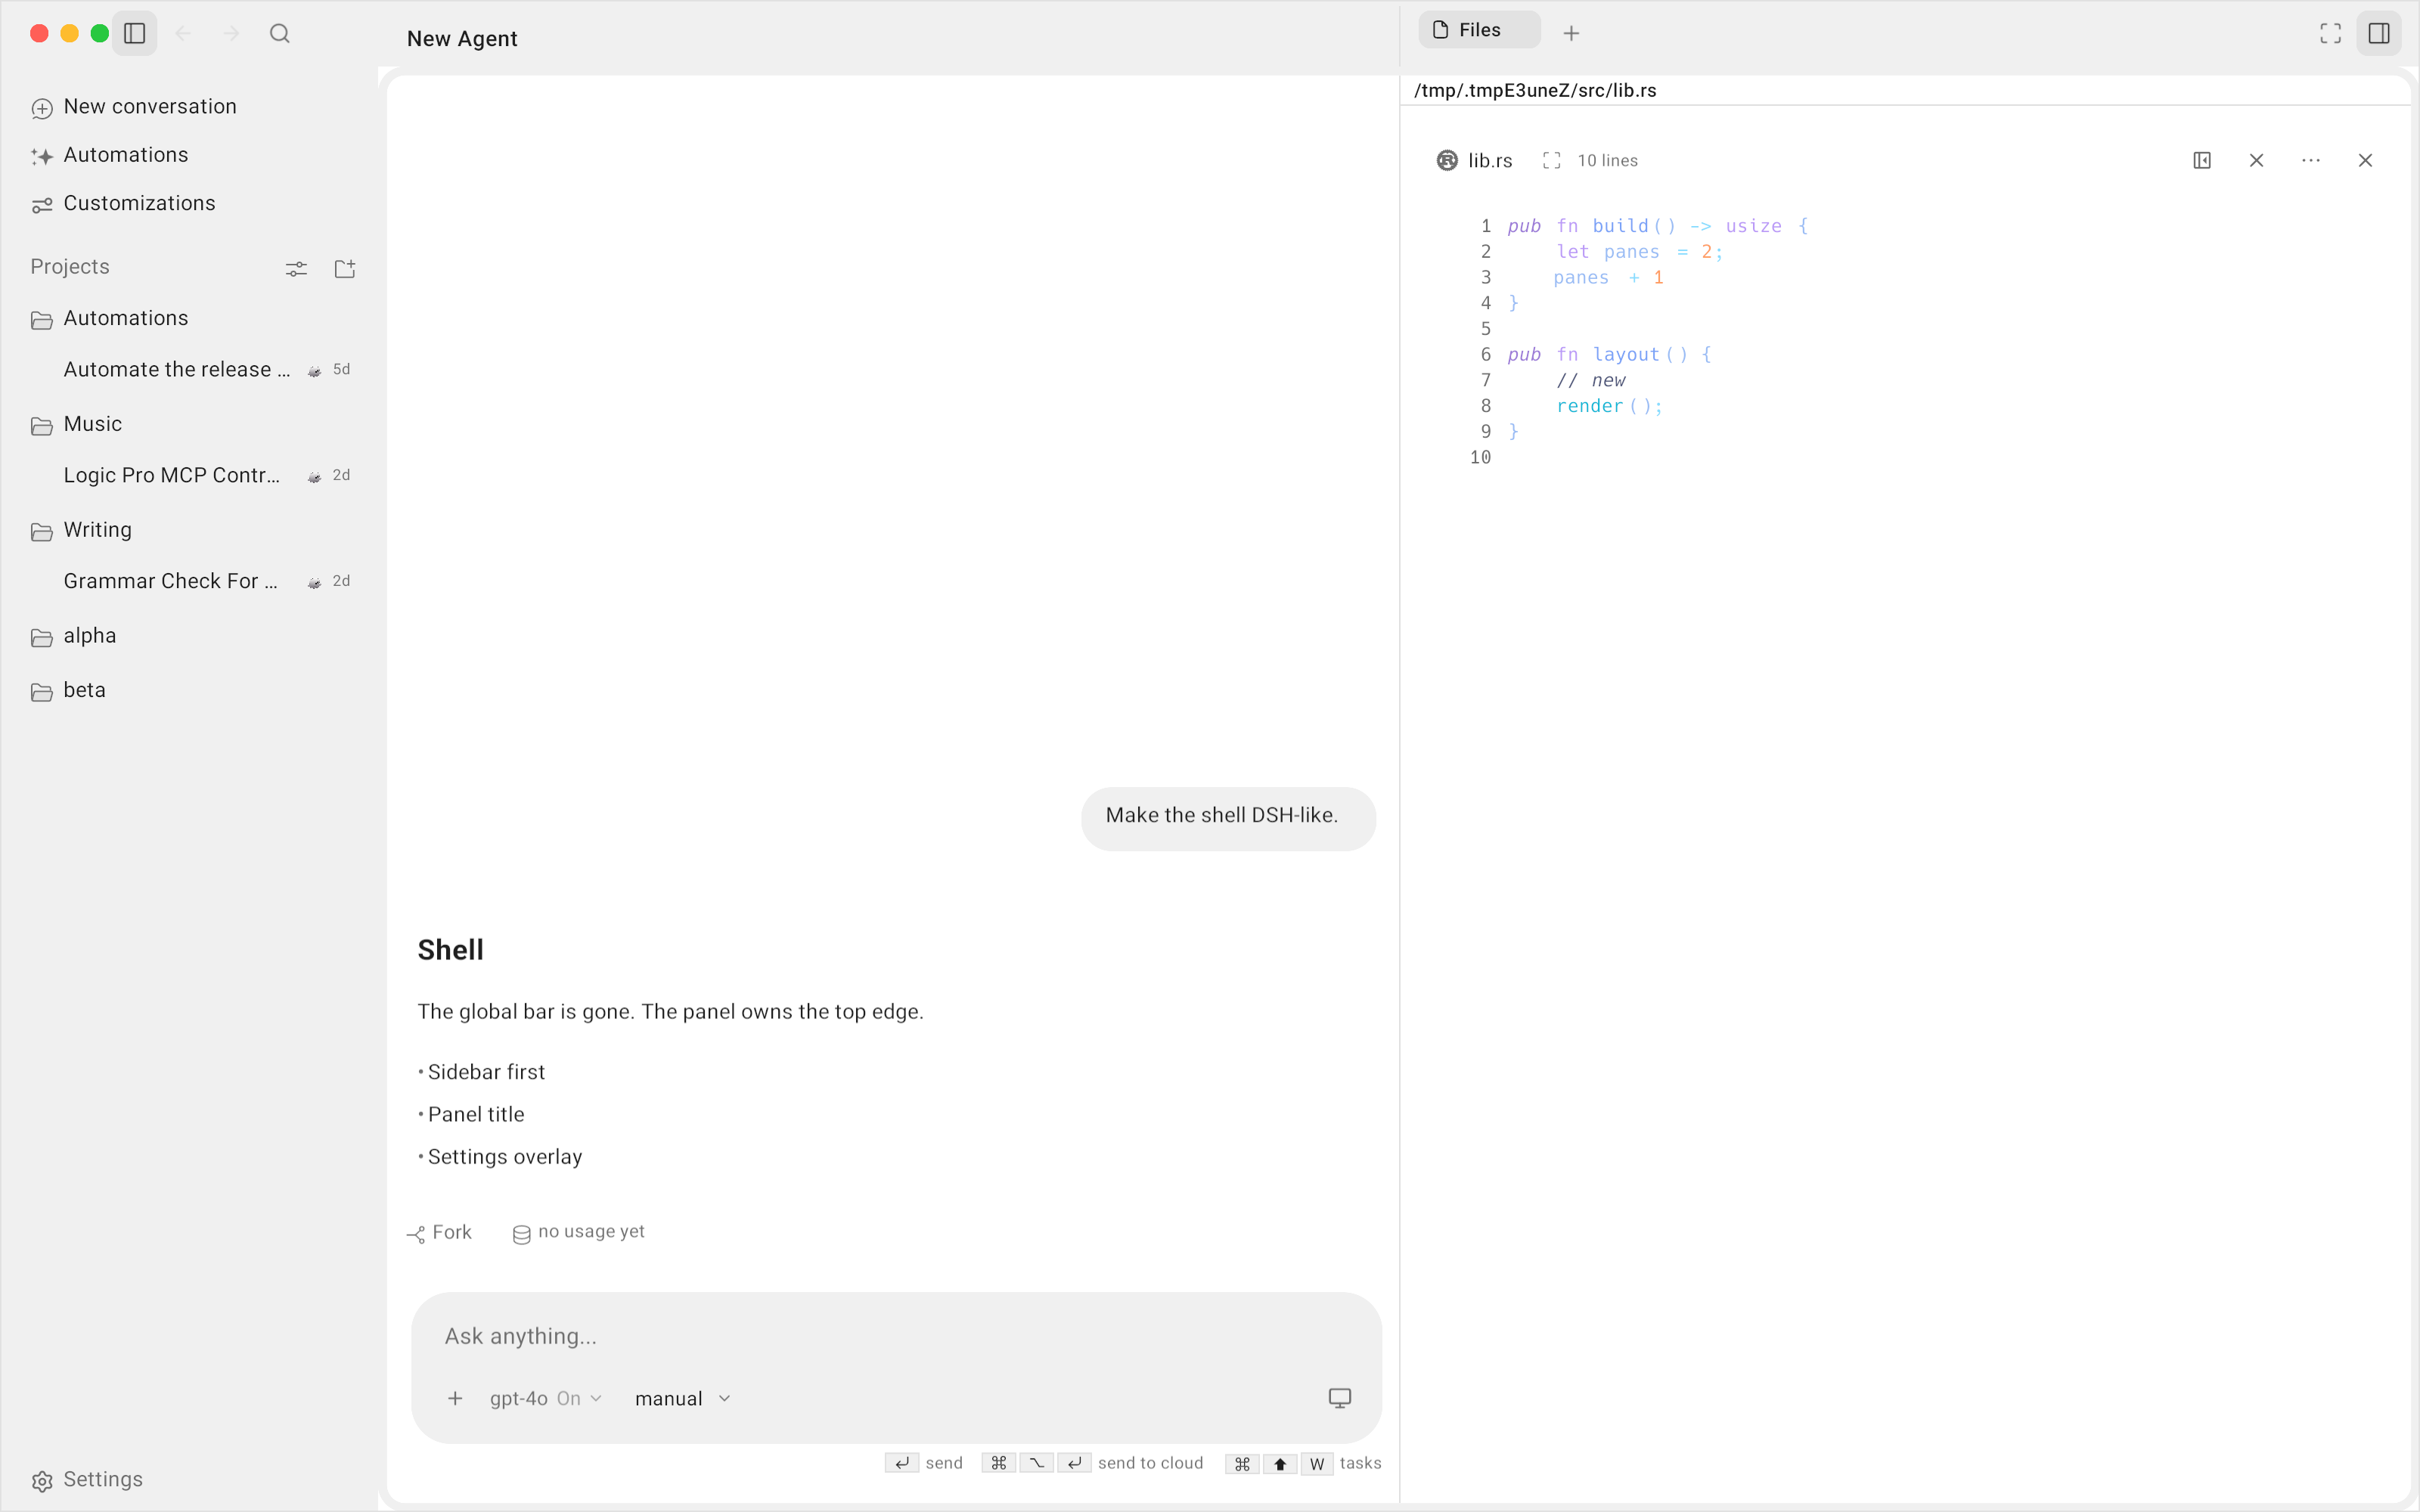 New Agent
Files
New conversation
Automations
Customizations
Projects
Automations
Automate the release ... 5d
Music
Logic Pro MCP Contr... 2d
Writing
Grammar Check For ... 2d
alpha
beta
Settings
Make the shell DSH-like.
Shell
The global bar is gone. The panel owns the top edge.
• Sidebar first
• Panel title
• Settings overlay
Fork no usage yet
Ask anything...
gpt-4o On manual
send ⌘ ⌥ send to cloud ⌘ W tasks
/tmp/.tmpE3uneZ/src/lib.rs
lib.rs 10 lines
1 pub fn build() -> usize {
2 let panes = 2;
3 panes + 1
4 }
5
6 pub fn layout() {
7 // new
8 render();
9 }
10